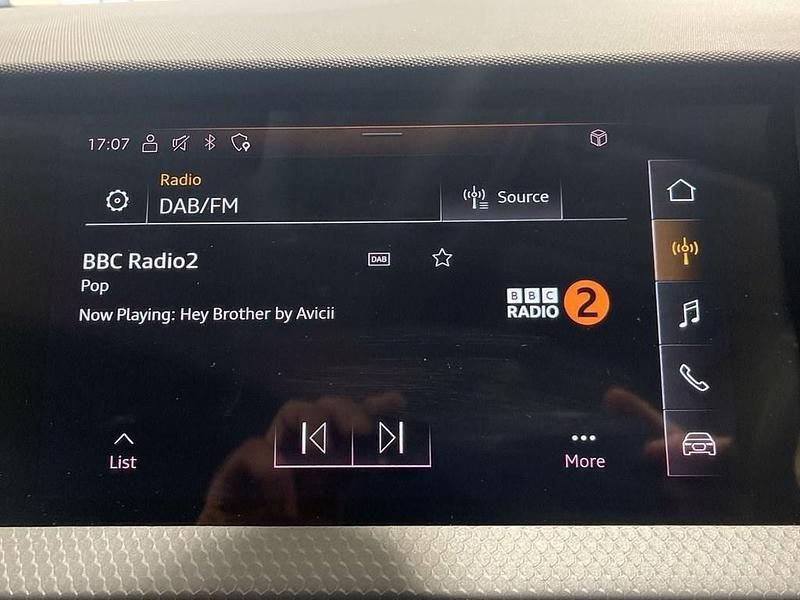 17:07
Radio
DAB/FM
Source
BBC Radio2
DAB
Pop
Now Playing: Hey Brother by Avicii
BBC
RADIO 2
List
More